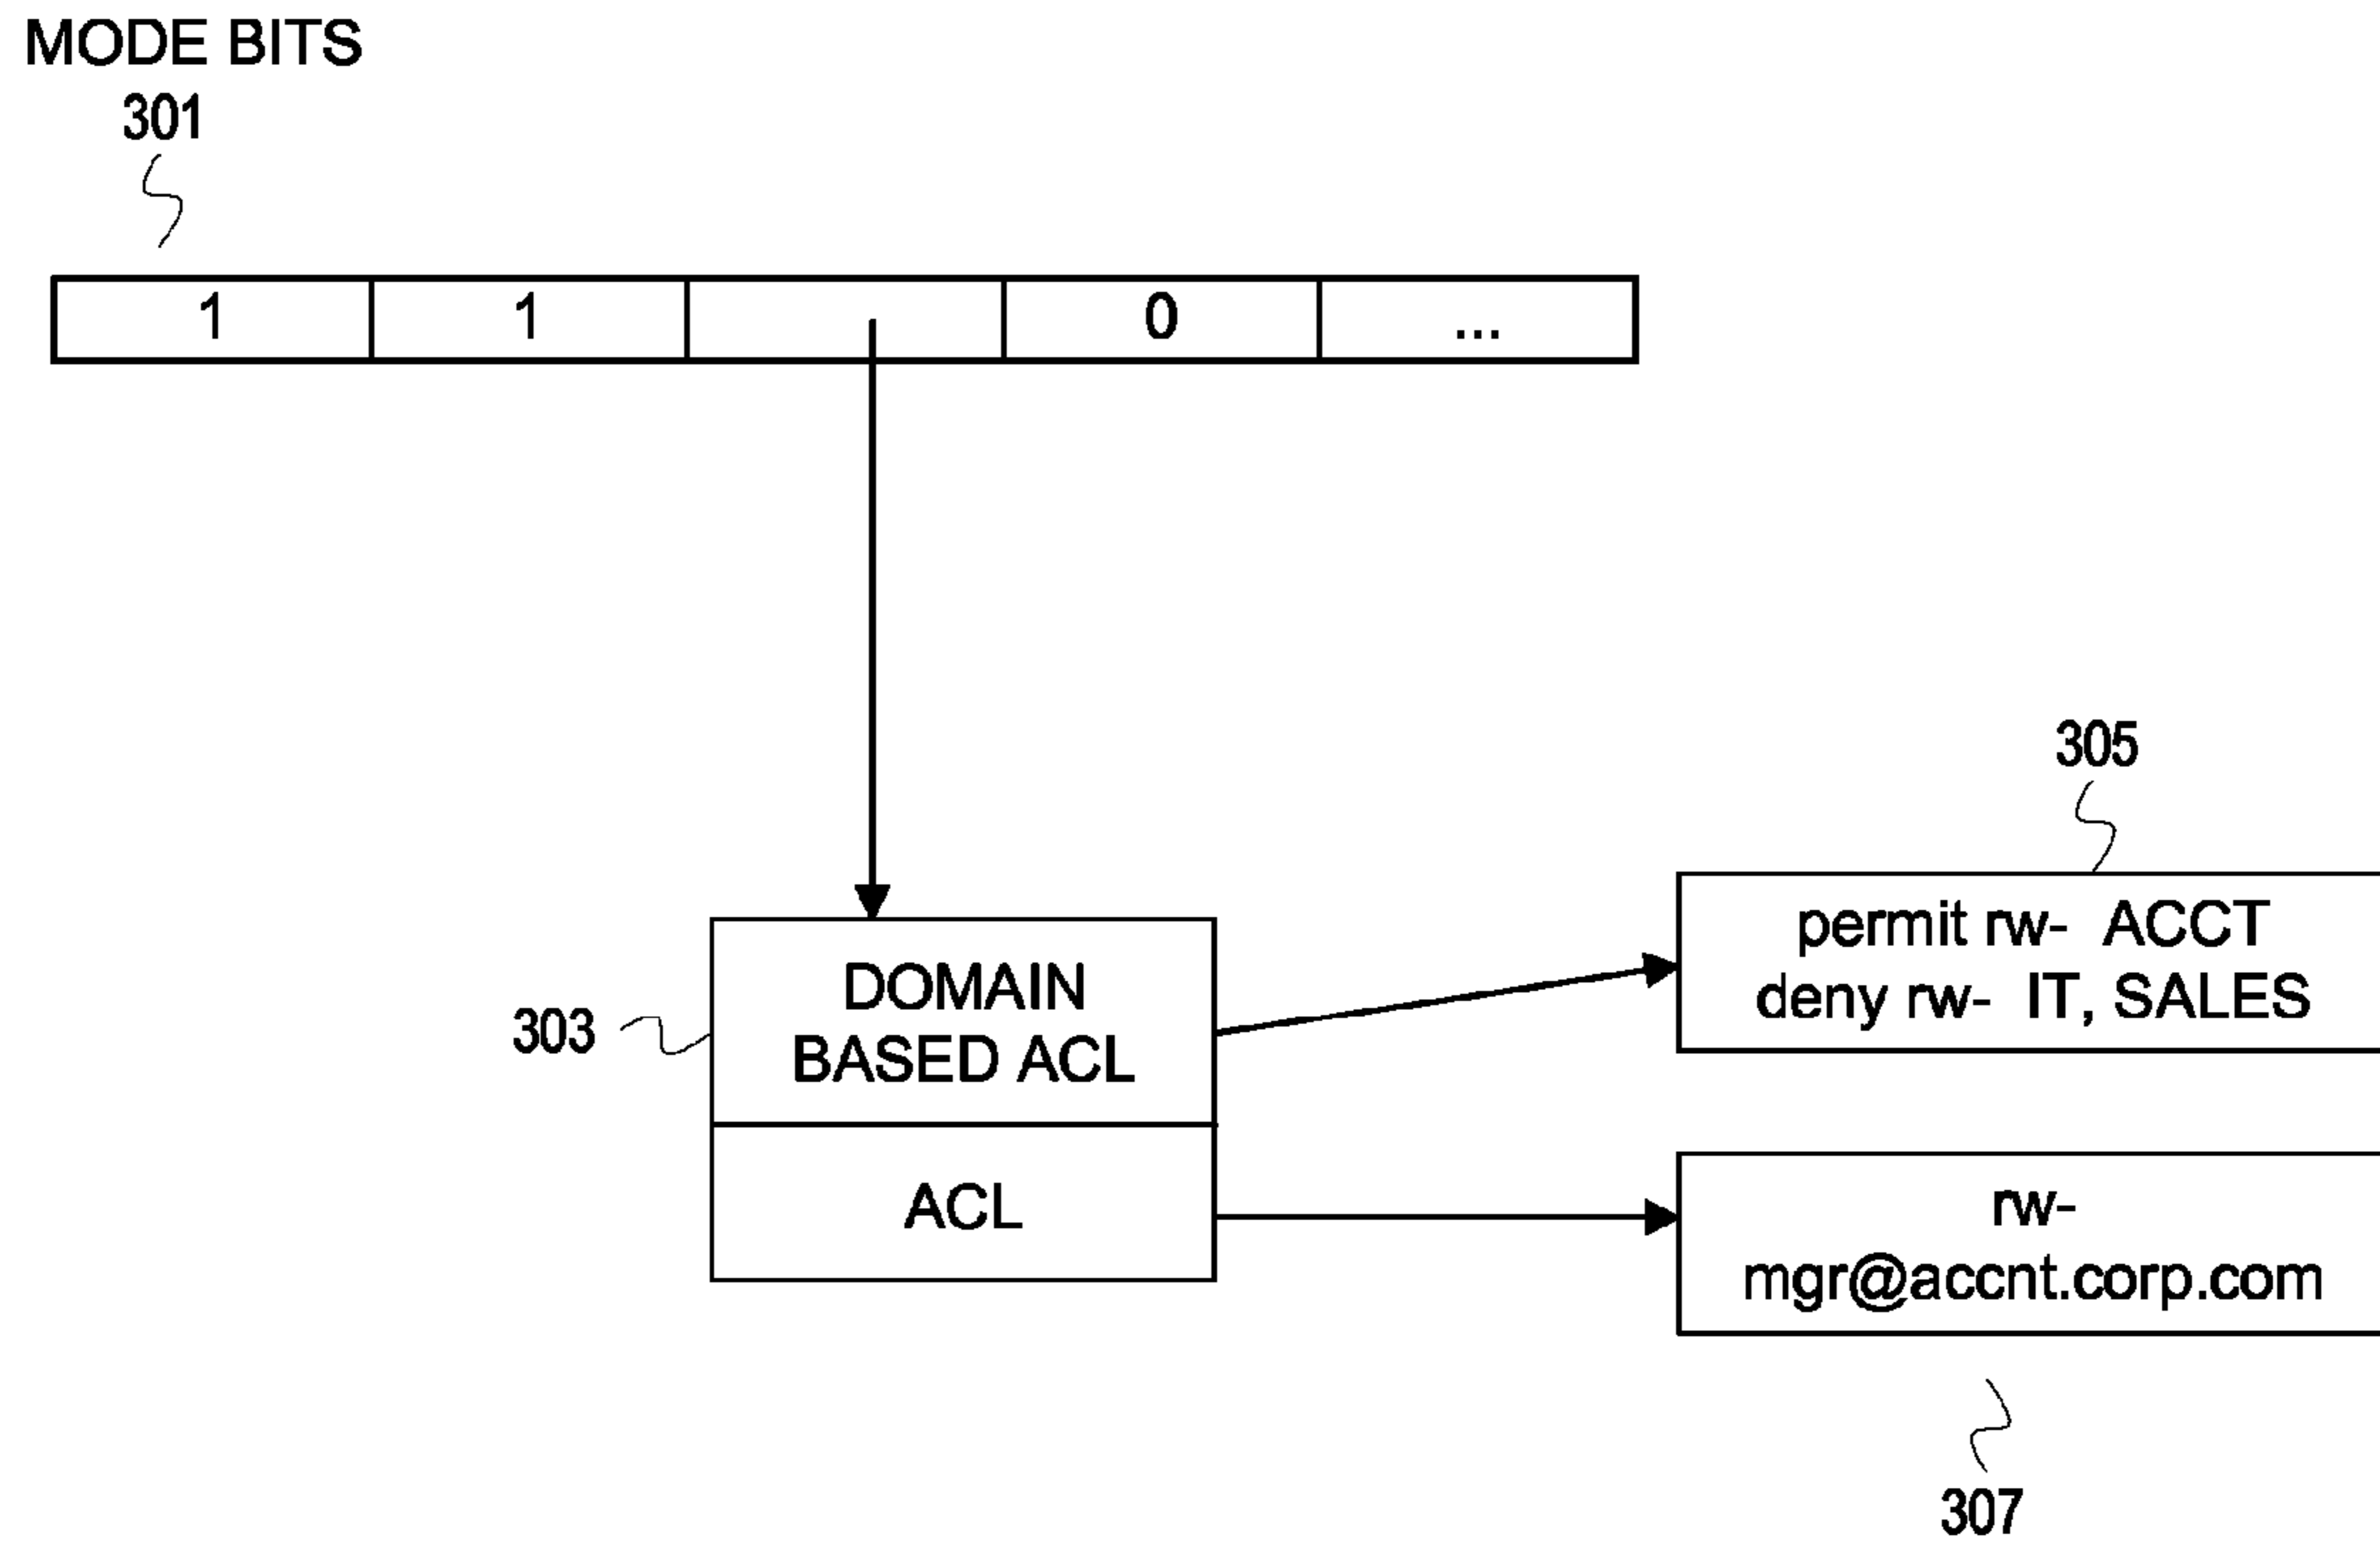 MODE BITS
301
1 1 0 ...
305
permit rw- ACCT
deny rw- IT, SALES
303
DOMAIN
BASED ACL
ACL
rw-
mgr@accnt.corp.com
307